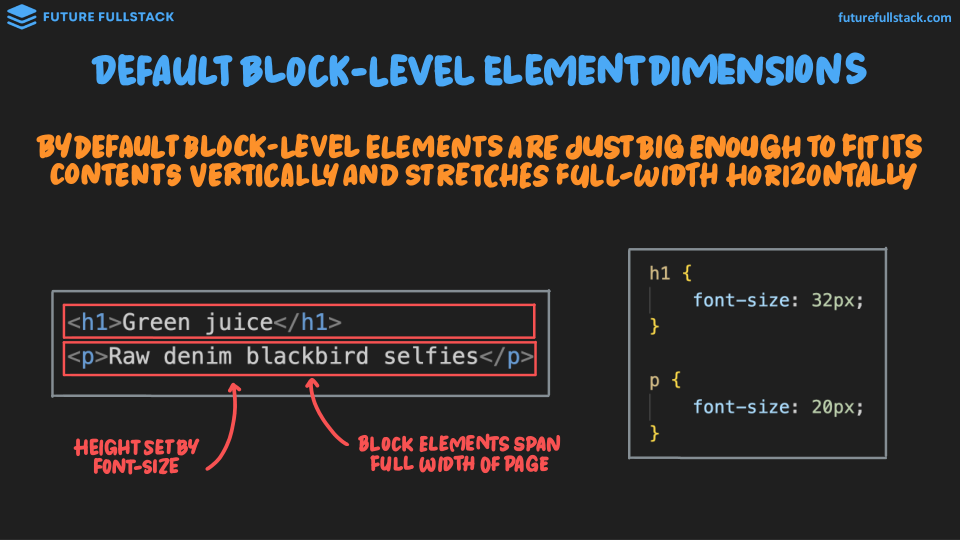 FUTURE FULLSTACK
futurefullstack.com
DEFAULT BLOCK-LEVEL ELEMENT DIMENSIONS
BY DEFAULT BLOCK-LEVEL ELEMENTS ARE JUST BIG ENOUGH TO FIT ITS
CONTENTS VERTICALLY AND STRETCHES FULL-WIDTH HORIZONTALLY
<h1>Green juice</h1>
<p>Raw denim blackbird selfies</p>
HEIGHT SET BY
FONT-SIZE
BLOCK ELEMENTS SPAN
FULL WIDTH OF PAGE
h1 {
    font-size: 32px;
}
p {
    font-size: 20px;
}